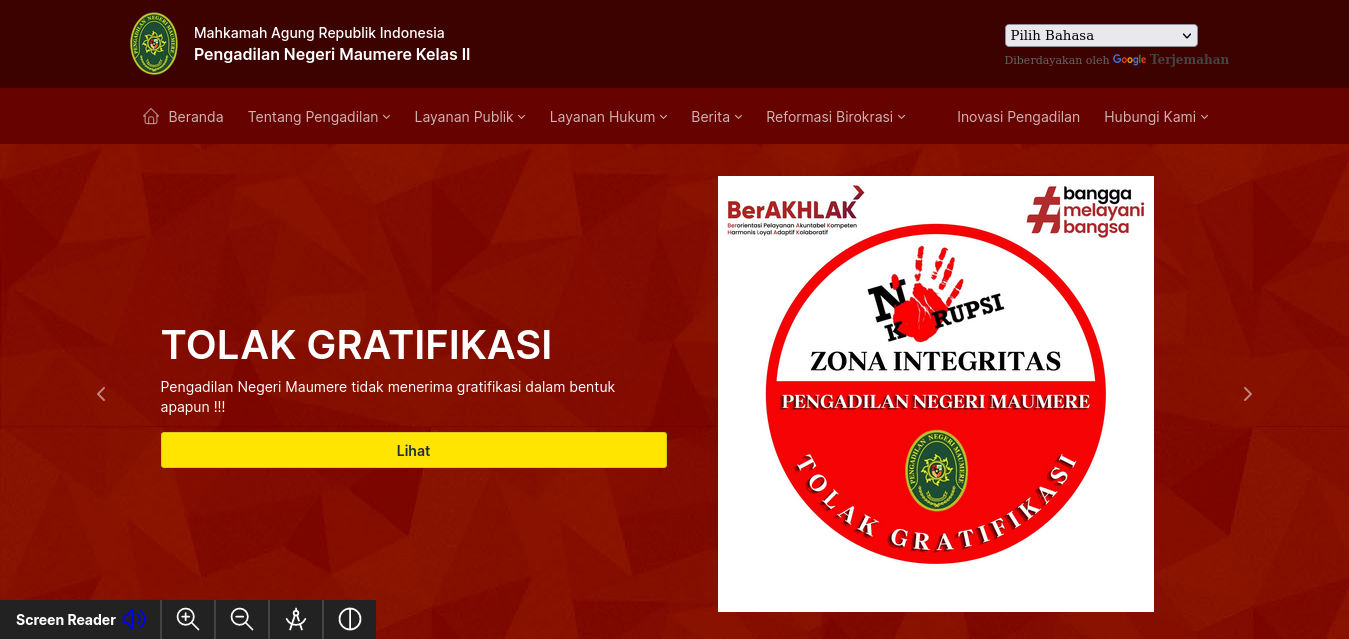 Mahkamah Agung Republik Indonesia
Pengadilan Negeri Maumere Kelas II
Pilih Bahasa
Diberdayakan oleh Google Terjemahan
Beranda Tentang Pengadilan Layanan Publik Layanan Hukum Berita Reformasi Birokrasi Inovasi Pengadilan Hubungi Kami
TOLAK GRATIFIKASI
Pengadilan Negeri Maumere tidak menerima gratifikasi dalam bentuk
apapun !!!
Lihat
BerAKHLAK
Berorientasi Pelayanan Akuntabel Kompeten
Harmonis Loyal Adaptif Kolaboratif
#bangga
melayani
bangsa
NO
KORUPSI
ZONA INTEGRITAS
PENGADILAN NEGERI MAUMERE
PENGADILAN NEGERI MAUMERE
TOLAK GRATIFIKASI
Screen Reader